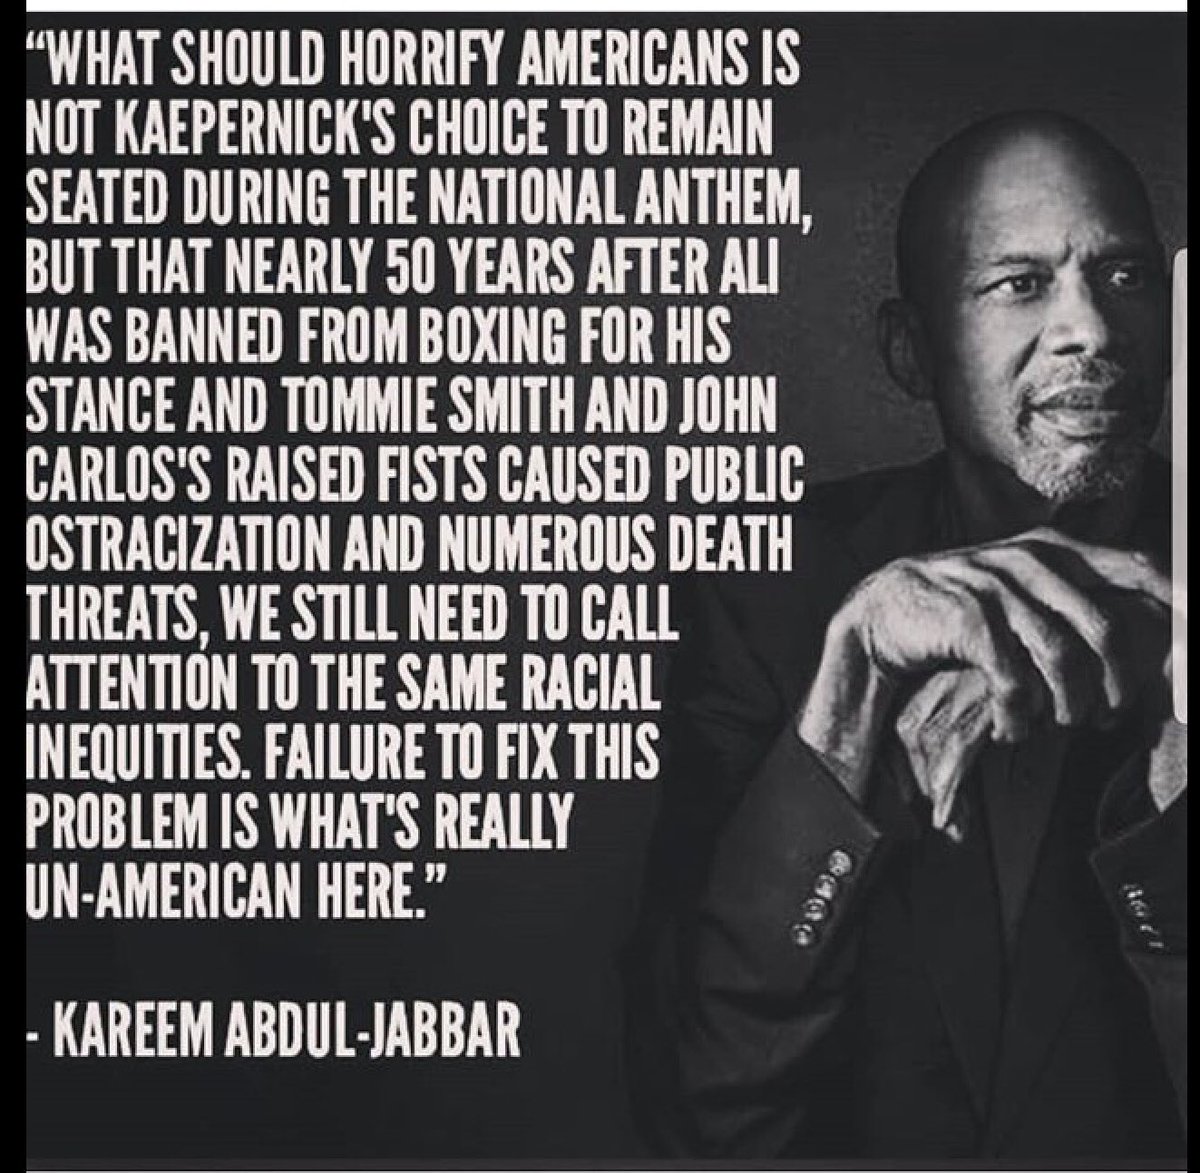 “WHAT SHOULD HORRIFY AMERICANS IS
NOT KAEPERNICK'S CHOICE TO REMAIN
SEATED DURING THE NATIONAL ANTHEM,
BUT THAT NEARLY 50 YEARS AFTER ALI
WAS BANNED FROM BOXING FOR HIS
STANCE AND TOMMIE SMITH AND JOHN
CARLOS'S RAISED FISTS CAUSED PUBLIC
OSTRACIZATION AND NUMEROUS DEATH
THREATS, WE STILL NEED TO CALL
ATTENTION TO THE SAME RACIAL
INEQUITIES. FAILURE TO FIX THIS
PROBLEM IS WHAT'S REALLY
UN-AMERICAN HERE.”
- KAREEM ABDUL-JABBAR